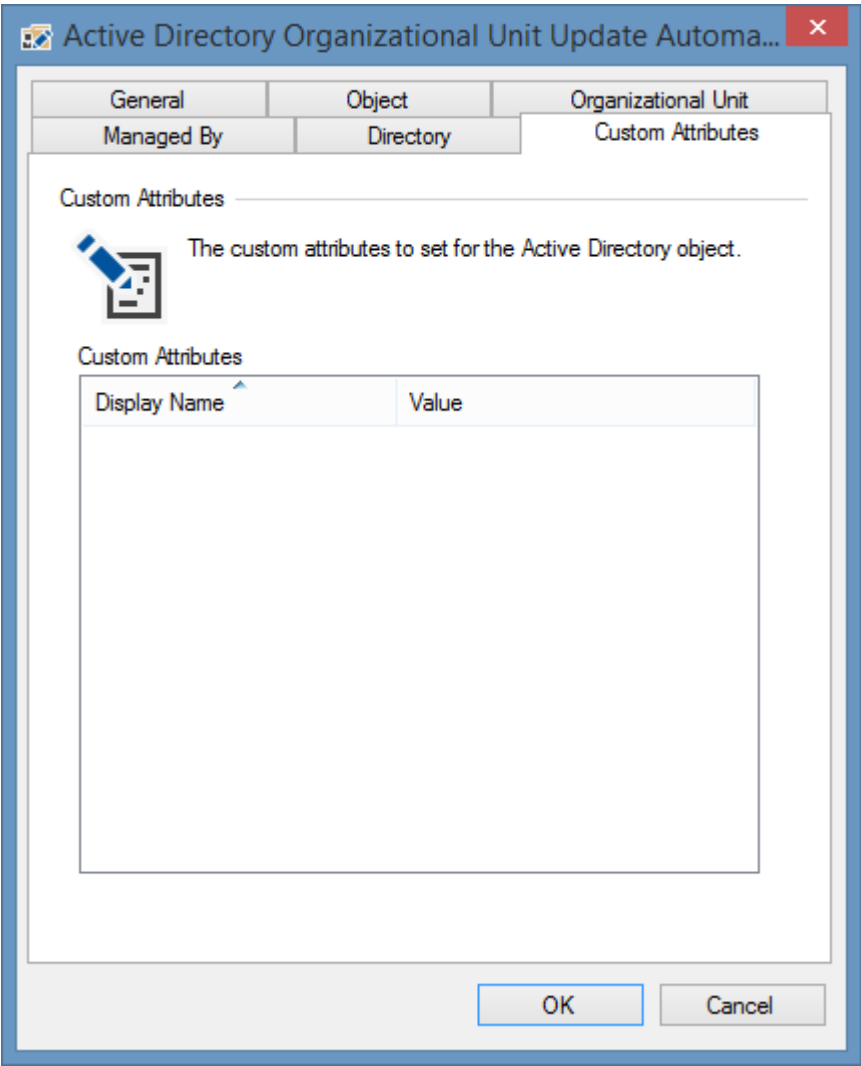 Active Directory Organizational Unit Update Automa...
General Object Organizational Unit
Managed By Directory Custom Attributes
Custom Attributes
The custom attributes to set for the Active Directory object.
Custom Attributes
Display Name Value
OK Cancel